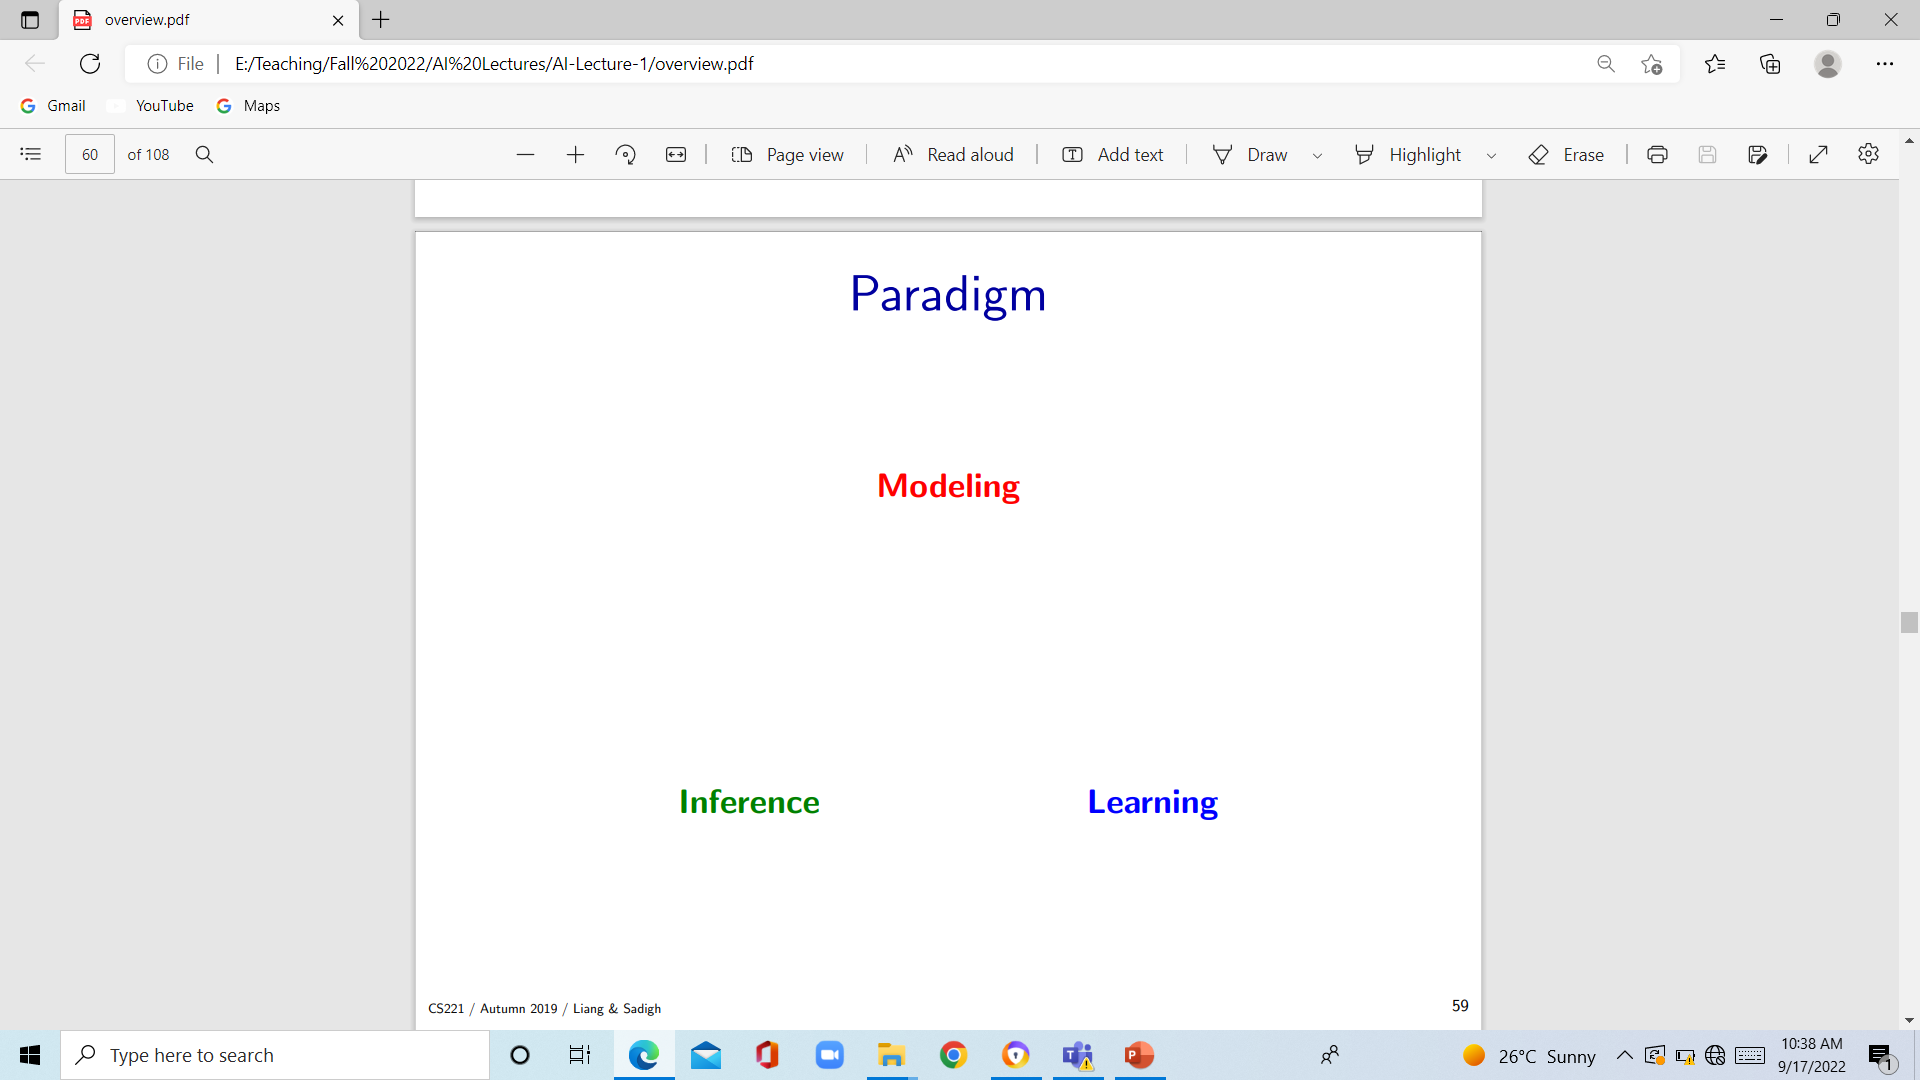 overview.pdf
File | E:/Teaching/Fall%202022/AI%20Lectures/AI-Lecture-1/overview.pdf
Gmail YouTube Maps
60 of 108 Page view Read aloud Add text Draw Highlight Erase
Paradigm
Modeling
Inference Learning
CS221 / Autumn 2019 / Liang & Sadigh 59
Type here to search 26°C Sunny 10:38 AM
9/17/2022 1